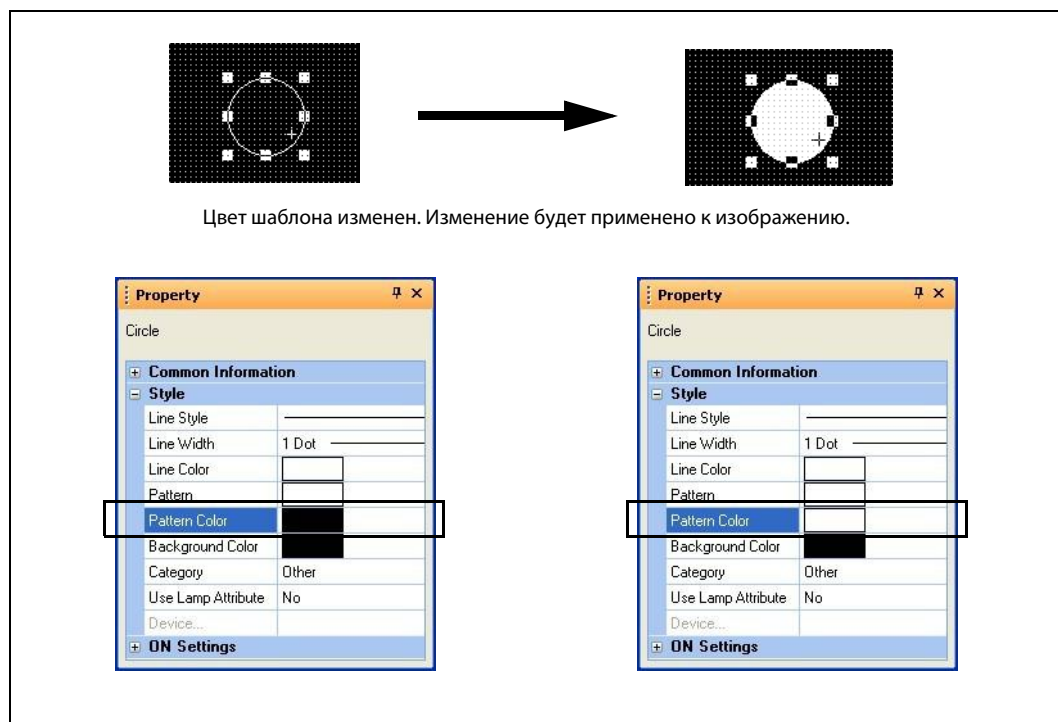 Цвет шаблона изменен. Изменение будет применено к изображению.
Property
Circle
Common Information
Style
Line Style
Line Width 1 Dot
Line Color
Pattern
Pattern Color
Background Color
Category Other
Use Lamp Attribute No
Device...
ON Settings
Property
Circle
Common Information
Style
Line Style
Line Width 1 Dot
Line Color
Pattern
Pattern Color
Background Color
Category Other
Use Lamp Attribute No
Device...
ON Settings